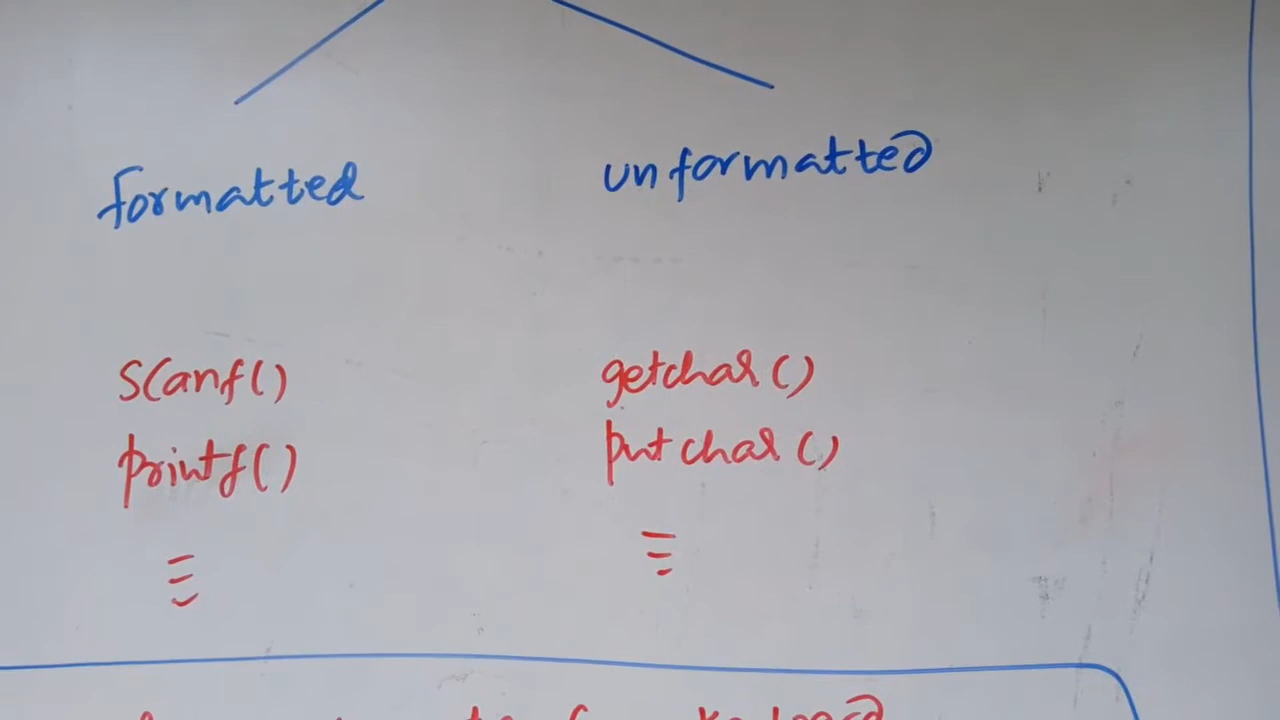 formatted unformatted
scanf() getchar()
printf() putchar()